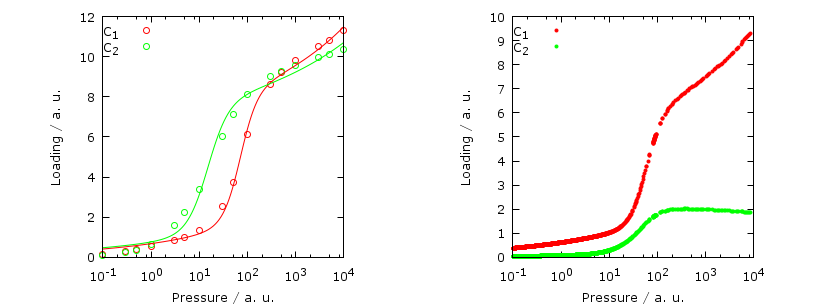 12
10
8
6
4
2
0
10⁻¹ 10⁰ 10¹ 10² 10³ 10⁴
Loading / a. u.
Pressure / a. u.
C₁
C₂
10
9
8
7
6
5
4
3
2
1
0
10⁻¹ 10⁰ 10¹ 10² 10³ 10⁴
Loading / a. u.
Pressure / a. u.
C₁
C₂